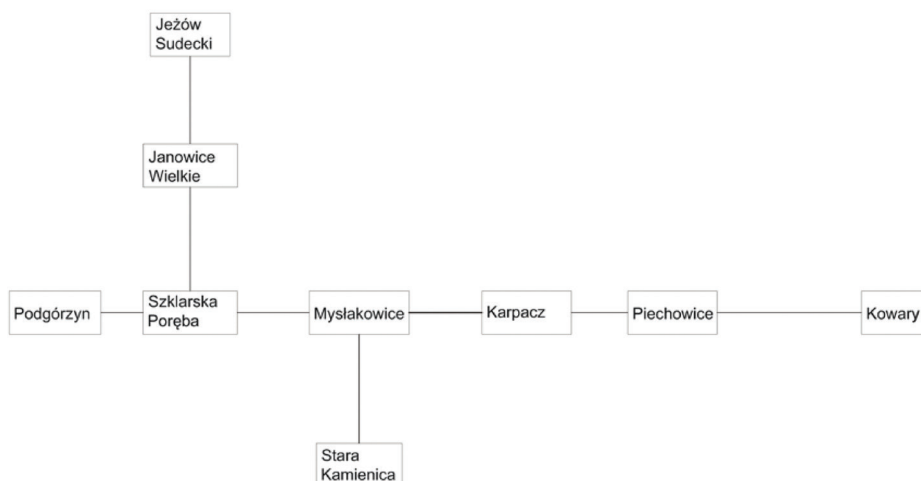 Jeżów
Sudecki
Janowice
Wielkie
Podgórzyn
Szklarska
Poręba
Mysłakowice
Karpacz
Piechowice
Kowary
Stara
Kamienica